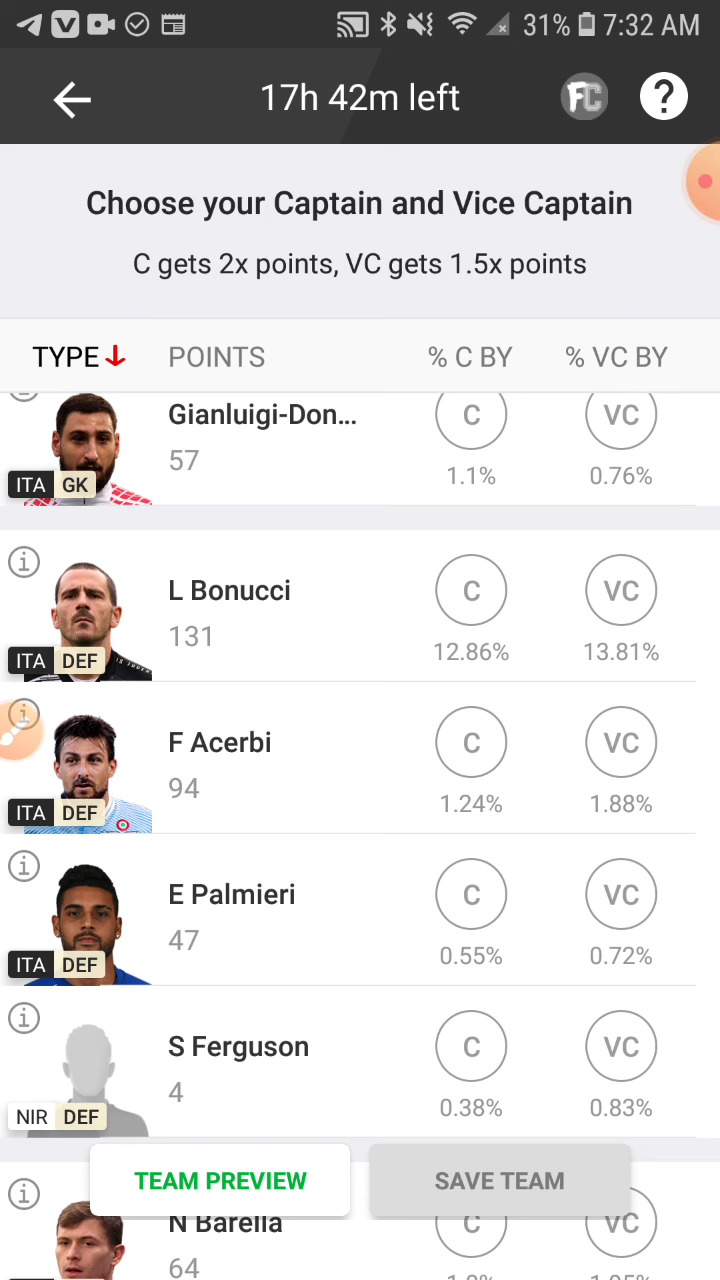 31% 7:32 AM
17h 42m left
FC
?
Choose your Captain and Vice Captain
C gets 2x points, VC gets 1.5x points
TYPE POINTS % C BY % VC BY
Gianluigi-Don... C VC
57 1.1% 0.76%
ITA GK
L Bonucci C VC
131 12.86% 13.81%
ITA DEF
F Acerbi C VC
94 1.24% 1.88%
ITA DEF
E Palmieri C VC
47 0.55% 0.72%
ITA DEF
S Ferguson C VC
4 0.38% 0.83%
NIR DEF
TEAM PREVIEW SAVE TEAM
N Barella C VC
64